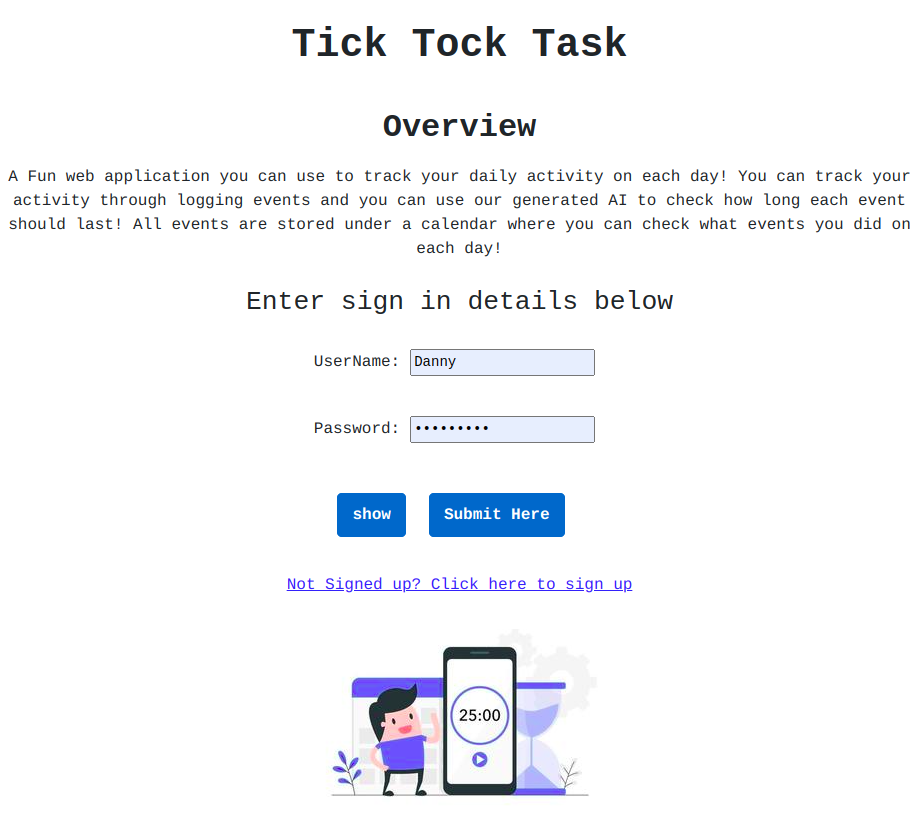 Tick Tock Task
Overview
A Fun web application you can use to track your daily activity on each day! You can track your
activity through logging events and you can use our generated AI to check how long each event
should last! All events are stored under a calendar where you can check what events you did on
each day!
Enter sign in details below
UserName: Danny
Password: •••••••••
show Submit Here
Not Signed up? Click here to sign up
25:00